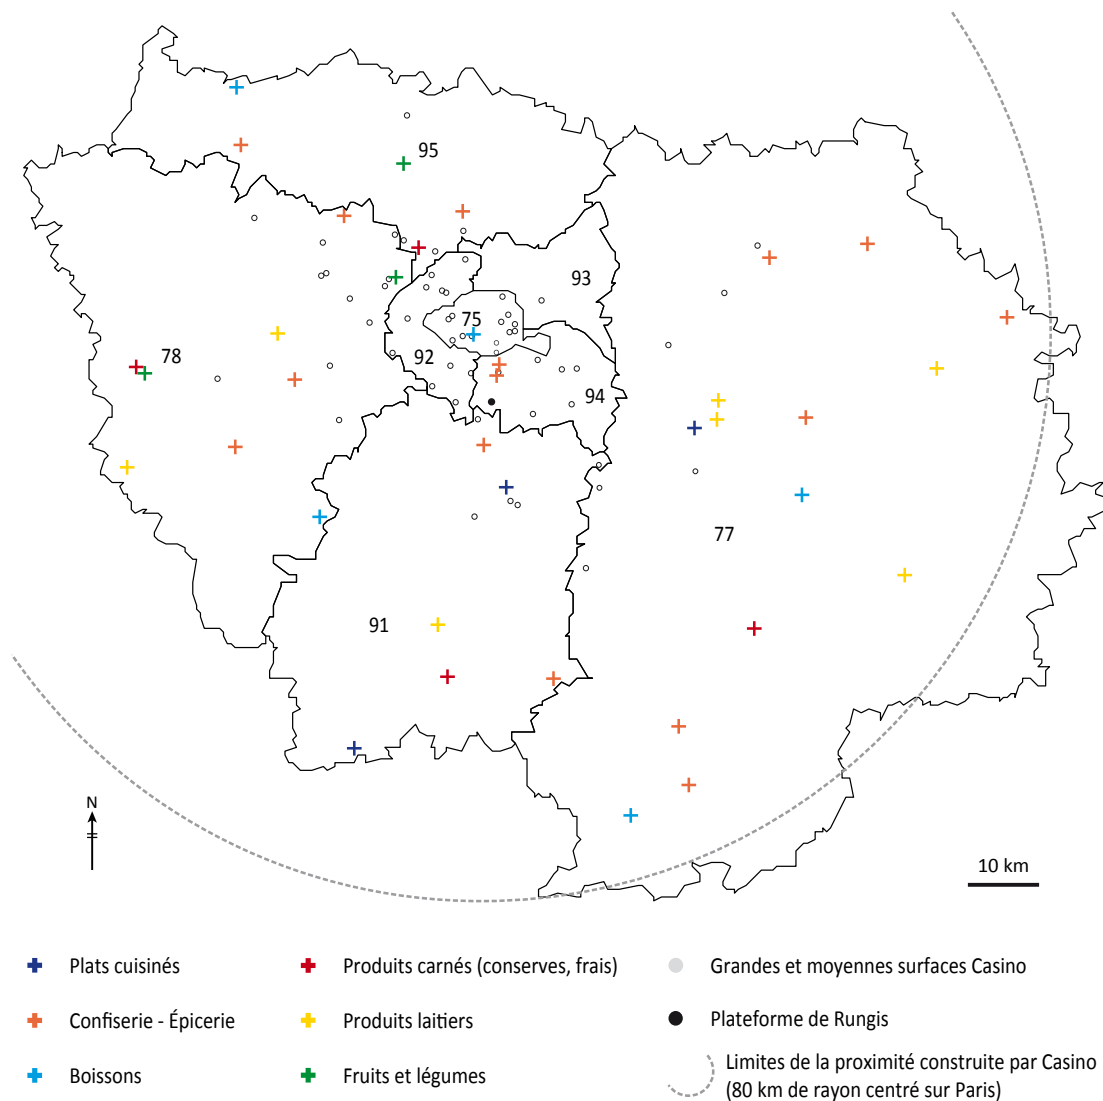 95
93
75
78
92
94
77
91
N
10 km
Plats cuisinés
Produits carnés (conserves, frais)
Grandes et moyennes surfaces Casino
Confiserie - Épicerie
Produits laitiers
Plateforme de Rungis
Boissons
Fruits et légumes
Limites de la proximité construite par Casino
(80 km de rayon centré sur Paris)